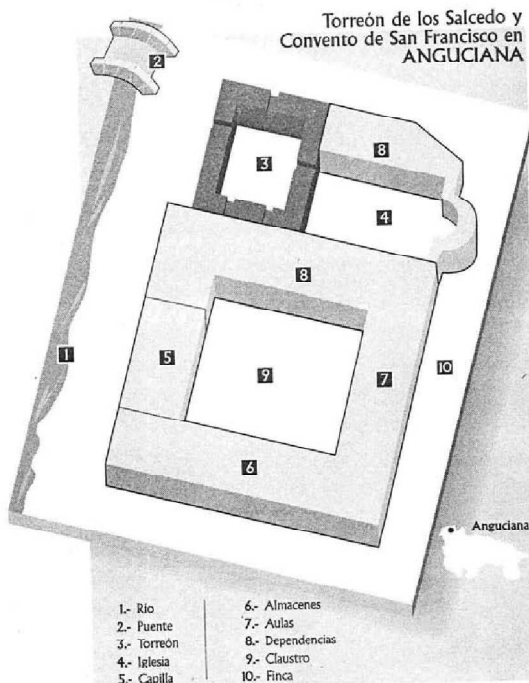 Torreón de los Salcedo y
Convento de San Francisco en
ANGUCIANA
2
8
3
4
8
1
5
9
7
10
6
Anguciana
1.- Río
2.- Puente
3.- Torreón
4.- Iglesia
5.- Capilla
6.- Almacenes
7.- Aulas
8.- Dependencias
9.- Claustro
10.- Finca